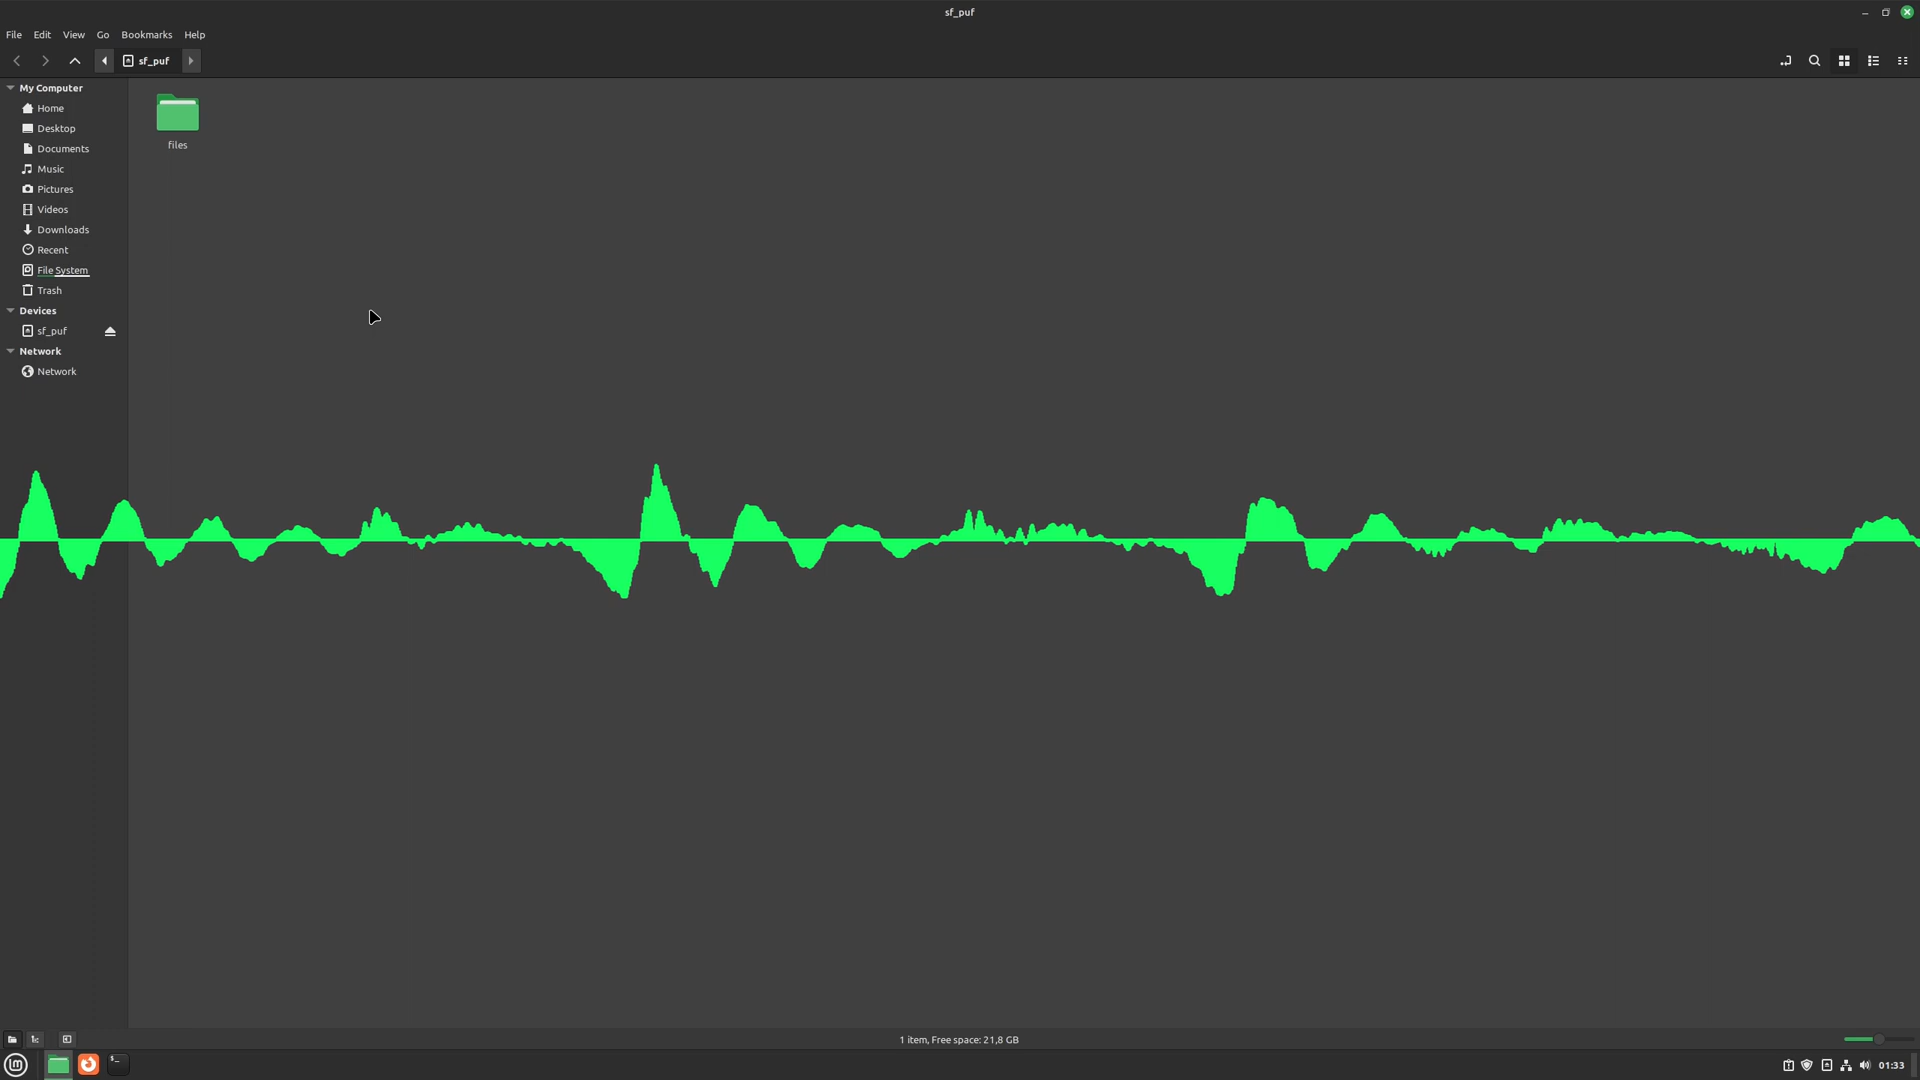 sf_puf
File Edit View Go Bookmarks Help
sf_puf
My Computer
Home
Desktop
Documents
Music
Pictures
Videos
Downloads
Recent
File System
Trash
Devices
sf_puf
Network
Network
files
1 item, Free space: 21,8 GB
01:33